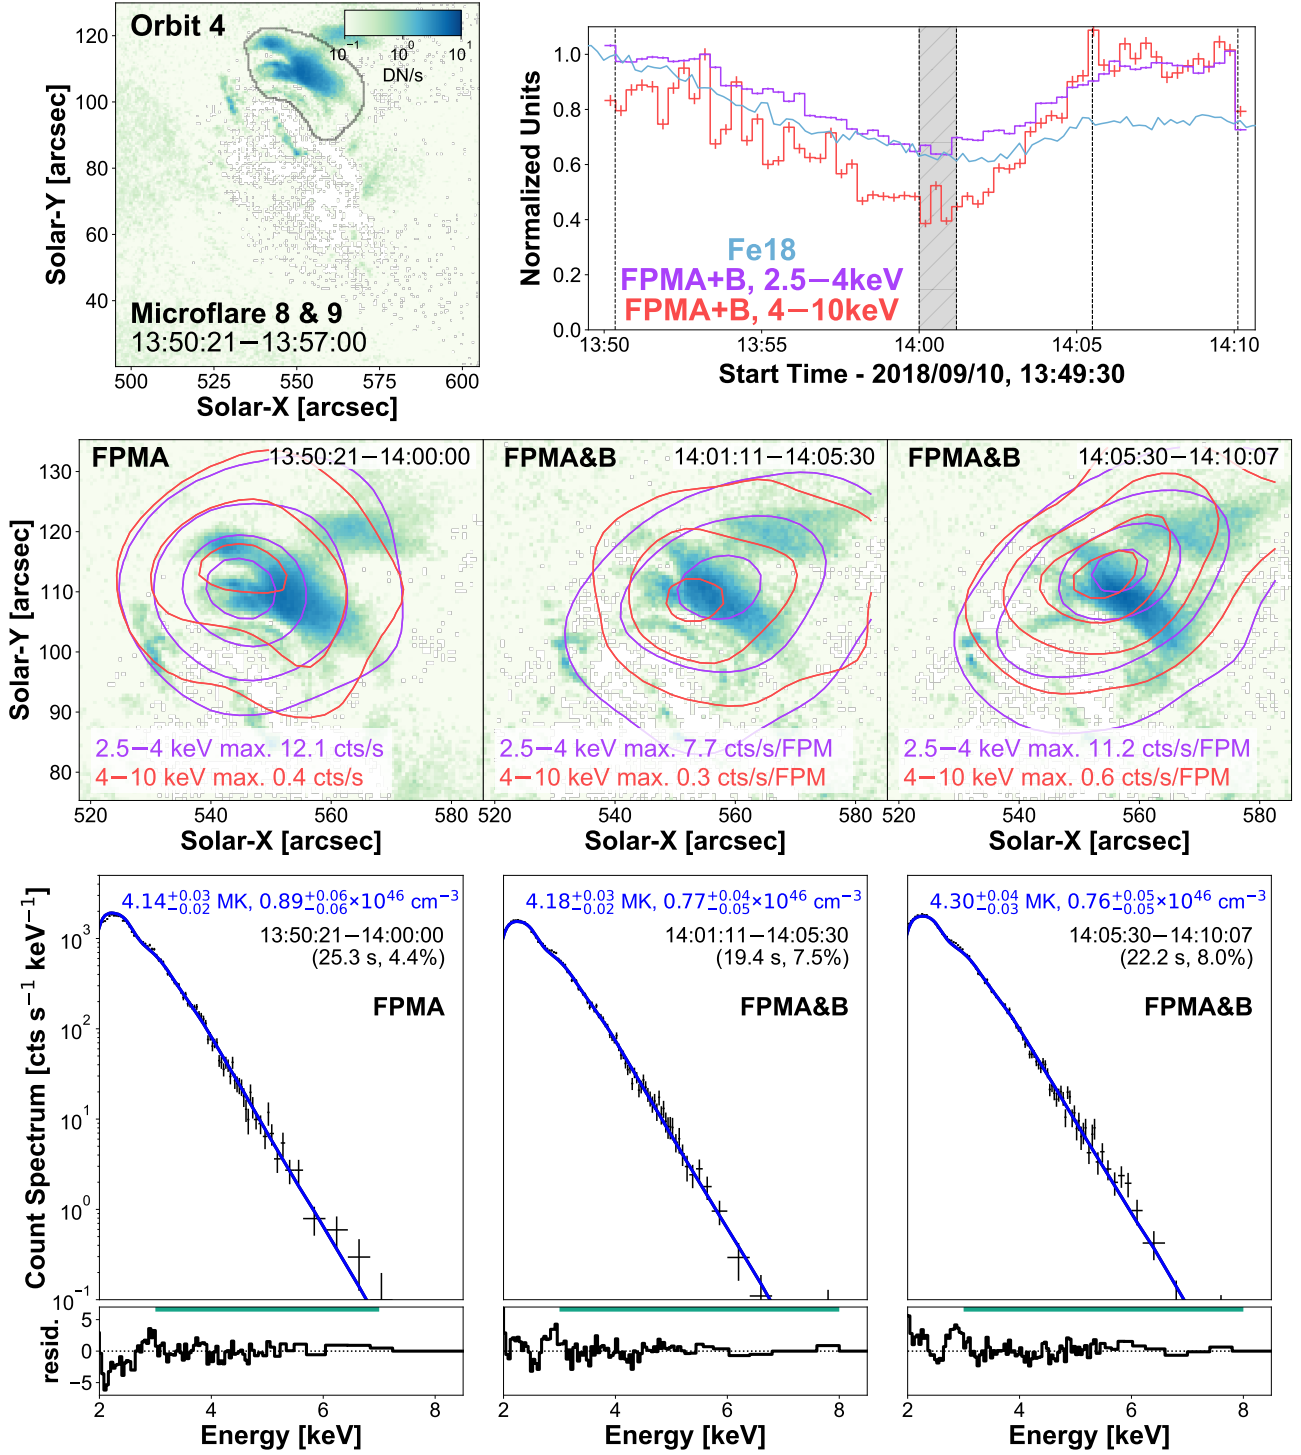 Orbit 4
10⁻¹ 10⁰ 10¹
DN/s
120
100
80
60
40
Solar-Y [arcsec]
Microflare 8 & 9
13:50:21−13:57:00
500 525 550 575 600
Solar-X [arcsec]
1.0
0.8
0.6
0.4
0.2
0.0
Normalized Units
Fe18
FPMA+B, 2.5−4keV
FPMA+B, 4−10keV
13:50 13:55 14:00 14:05 14:10
Start Time - 2018/09/10, 13:49:30
130
120
110
100
90
80
Solar-Y [arcsec]
FPMA 13:50:21−14:00:00
2.5−4 keV max. 12.1 cts/s
4−10 keV max. 0.4 cts/s
520 540 560 580
Solar-X [arcsec]
FPMA&B 14:01:11−14:05:30
2.5−4 keV max. 7.7 cts/s/FPM
4−10 keV max. 0.3 cts/s/FPM
520 540 560 580
Solar-X [arcsec]
FPMA&B 14:05:30−14:10:07
2.5−4 keV max. 11.2 cts/s/FPM
4−10 keV max. 0.6 cts/s/FPM
520 540 560 580
Solar-X [arcsec]
Count Spectrum [cts s⁻¹ keV⁻¹]
10³
10²
10¹
10⁰
10⁻¹
4.14+0.03−0.02 MK, 0.89+0.06−0.06×10⁴⁶ cm⁻³
13:50:21−14:00:00
(25.3 s, 4.4%)
FPMA
4.18+0.03−0.02 MK, 0.77+0.04−0.05×10⁴⁶ cm⁻³
14:01:11−14:05:30
(19.4 s, 7.5%)
FPMA&B
4.30+0.04−0.03 MK, 0.76+0.05−0.05×10⁴⁶ cm⁻³
14:05:30−14:10:07
(22.2 s, 8.0%)
FPMA&B
resid.
5
0
−5
2 4 6 8
Energy [keV]
2 4 6 8
Energy [keV]
2 4 6 8
Energy [keV]